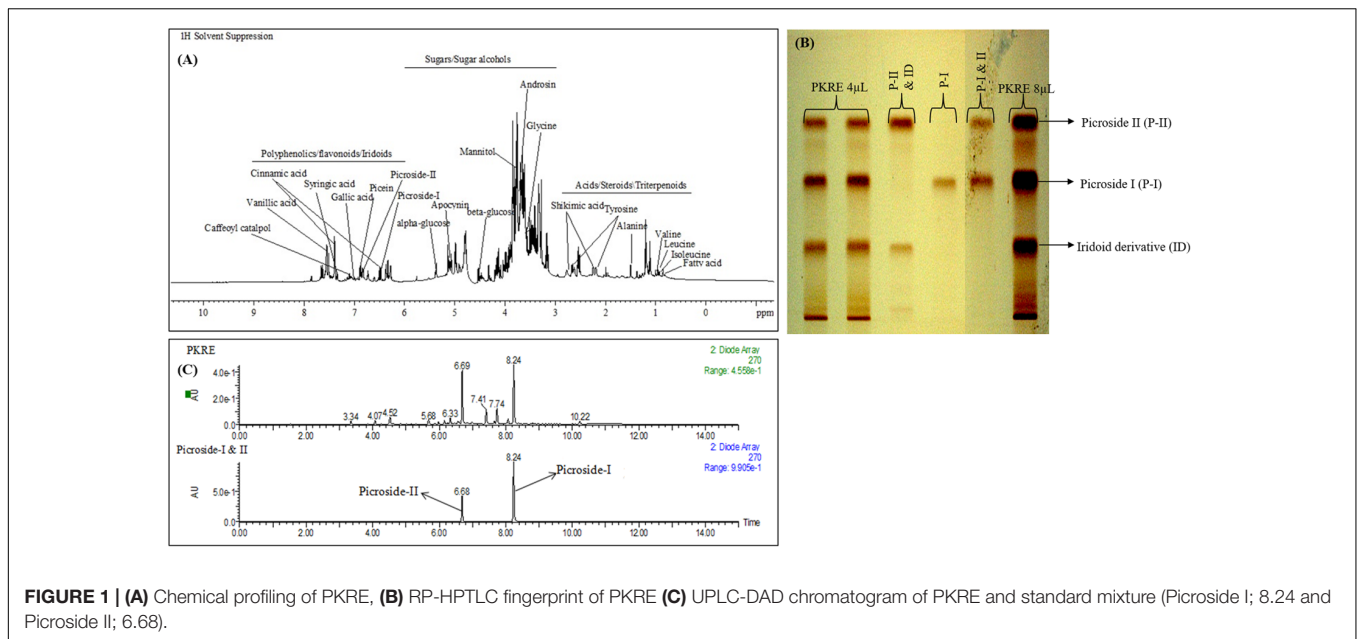 1H Solvent Suppression
(A)
Sugars/Sugar alcohols
Androsin
Glycine
Mannitol
Polyphenolics/flavonoids/Iridoids
Cinnamic acid
Picroside-II
Syringic acid
Picein
Vanillic acid
Gallic acid
Picroside-I
Caffeoyl catalpol
alpha-glucose
Apocynin
beta-glucose
Acids/Steroids\Triterpenoids
Shikimic acid
Tyrosine
Alanine
Valine
Leucine
Isoleucine
Fatty acid
10 9 8 7 6 5 4 3 2 1 0 ppm
(B)
PKRE 4µL
P-II & ID
P-I
P-I & II
PKRE 8µL
Picroside II (P-II)
Picroside I (P-I)
Iridoid derivative (ID)
PKRE
(C)
2: Diode Array
270
Range: 4.558e-1
AU
4.0e-1
2.0e-1
0.0
3.34 4.07 4.52 5.68 6.33 6.69 7.41 7.74 8.24 10.22
0.00 2.00 4.00 6.00 8.00 10.00 12.00 14.00
Picroside-I & II
2: Diode Array
270
Range: 9.905e-1
AU
5.0e-1
0.0
Picroside-II
6.68
8.24
Picroside-I
Time
0.00 2.00 4.00 6.00 8.00 10.00 12.00 14.00
FIGURE 1 | (A) Chemical profiling of PKRE, (B) RP-HPTLC fingerprint of PKRE (C) UPLC-DAD chromatogram of PKRE and standard mixture (Picroside I; 8.24 and
Picroside II; 6.68).